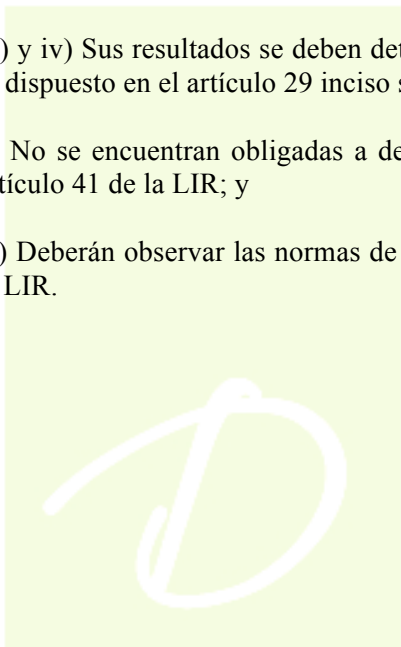 ) y iv) Sus resultados se deben det
dispuesto en el artículo 29 inciso s
No se encuentran obligadas a de
tículo 41 de la LIR; y
) Deberán observar las normas de
LIR.
D